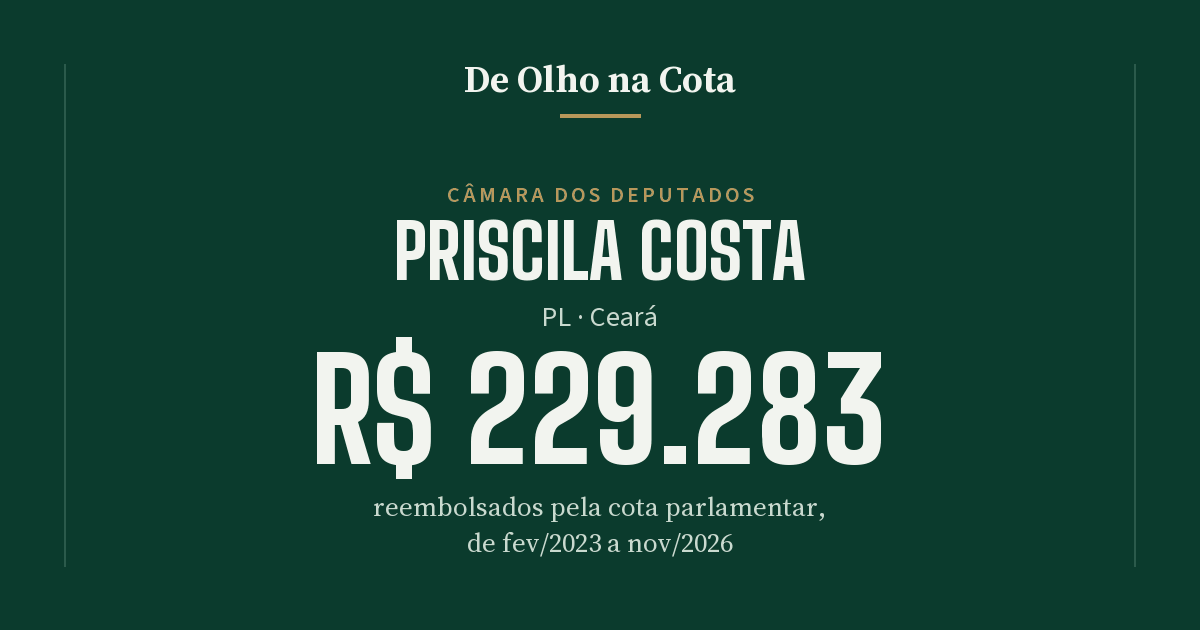 De Olho na Cota
CÂMARA DOS DEPUTADOS
PRISCILA COSTA
PL · Ceará
R$ 229.283
reembolsados pela cota parlamentar,
de fev/2023 a nov/2026